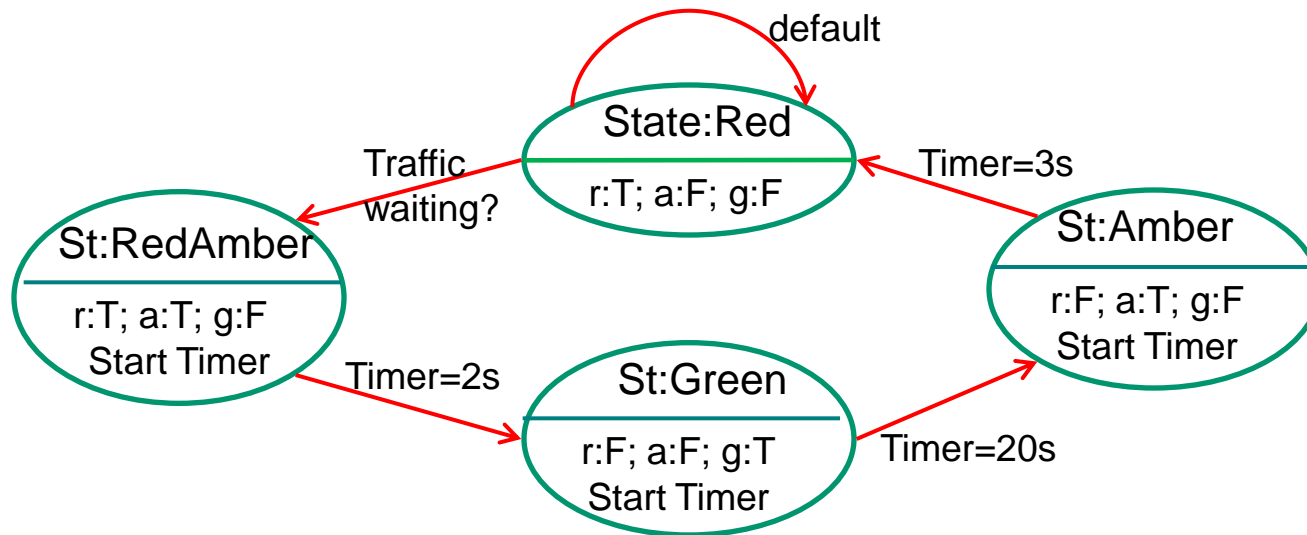 default
State:Red
r:T; a:F; g:F
Traffic
waiting?
Timer=3s
St:RedAmber
r:T; a:T; g:F
Start Timer
St:Amber
r:F; a:T; g:F
Start Timer
Timer=2s
St:Green
r:F; a:F; g:T
Start Timer
Timer=20s